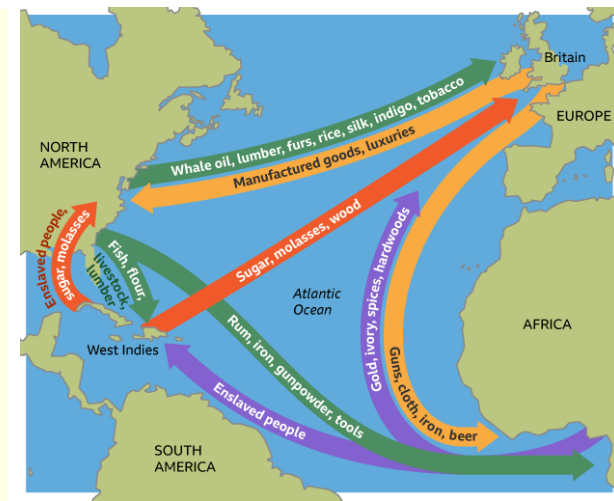 Britain
EUROPE
NORTH
AMERICA
Whale oil, lumber, furs, rice, silk, indigo, tobacco
Manufactured goods, luxuries
Enslaved people,
sugar, molasses
Fish, flour,
livestock,
lumber
Sugar, molasses, wood
Gold, ivory, spices, hardwoods
Atlantic
Ocean
AFRICA
West Indies
Rum, iron, gunpowder, tools
Guns, cloth, iron, beer
Enslaved people
SOUTH
AMERICA